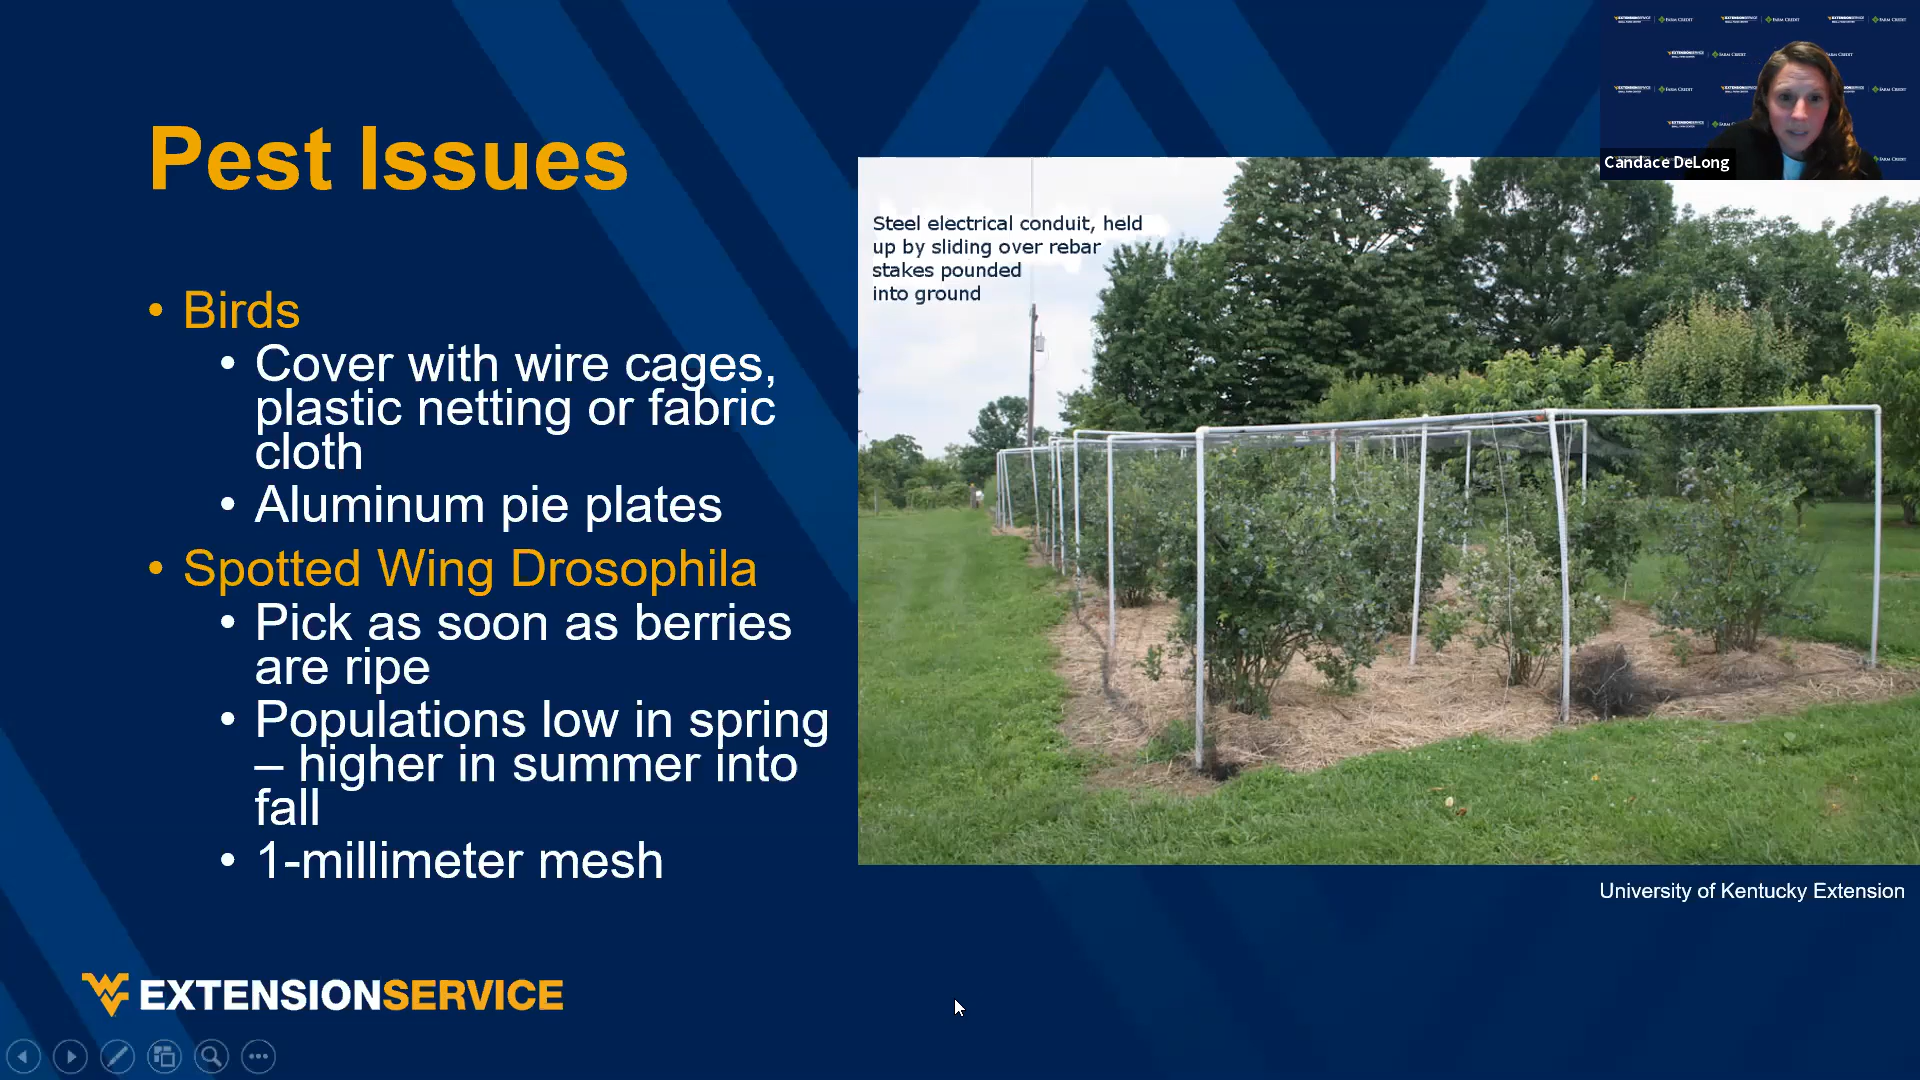 Pest Issues
• Birds
• Cover with wire cages,
plastic netting or fabric
cloth
• Aluminum pie plates
• Spotted Wing Drosophila
• Pick as soon as berries
are ripe
• Populations low in spring
– higher in summer into
fall
• 1-millimeter mesh
Steel electrical conduit, held
up by sliding over rebar
stakes pounded
into ground
University of Kentucky Extension
EXTENSIONSERVICE
Candace DeLong
EXTENSIONSERVICE FARM CREDIT